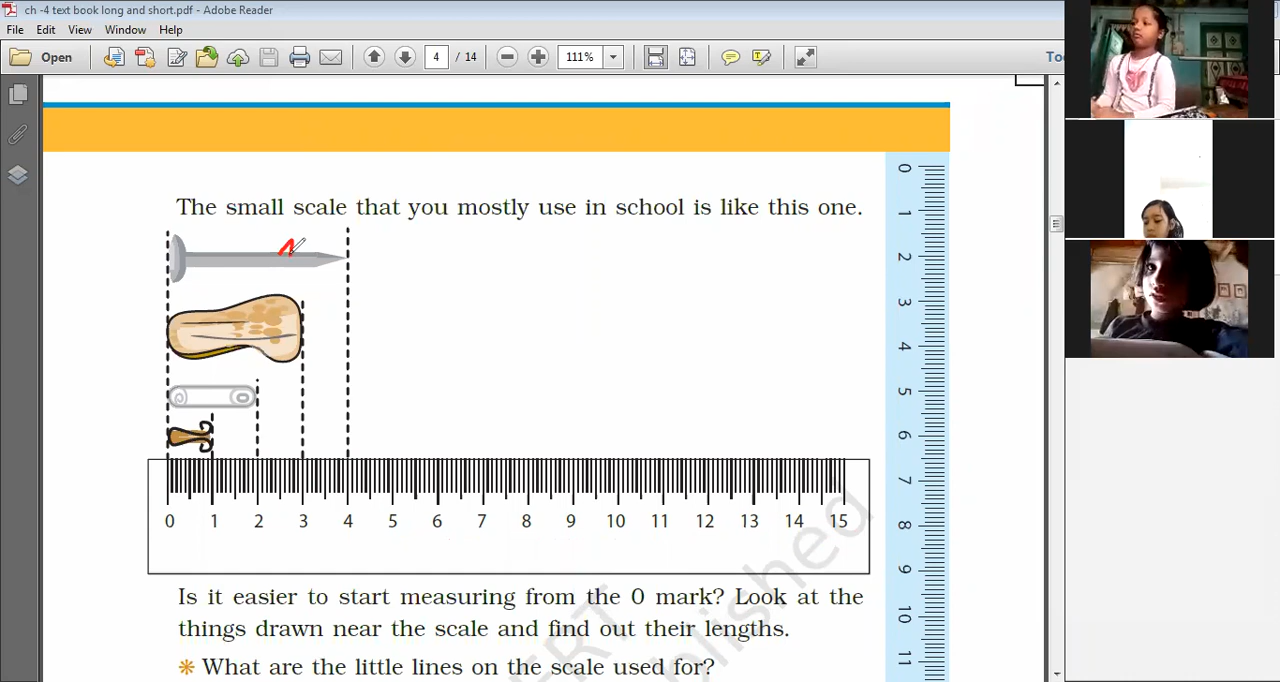 ch -4 text book long and short.pdf - Adobe Reader
File Edit View Window Help
Open 4 / 14 111%
The small scale that you mostly use in school is like this one.
0 1 2 3 4 5 6 7 8 9 10 11 12 13 14 15
Is it easier to start measuring from the 0 mark? Look at the
things drawn near the scale and find out their lengths.
What are the little lines on the scale used for?
0
1
2
3
4
5
6
7
8
9
10
11